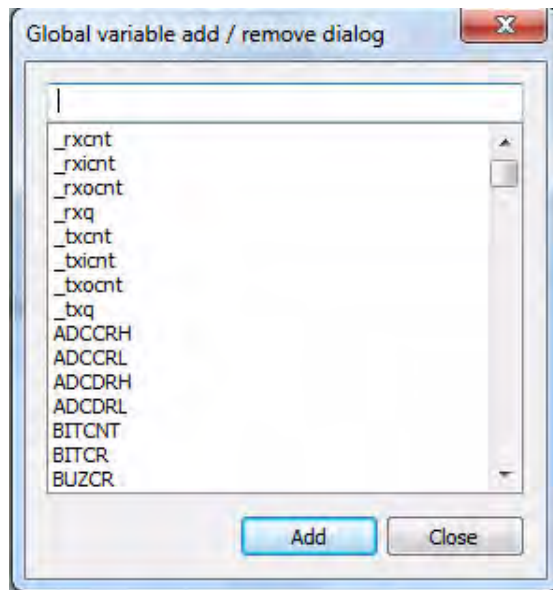 Global variable add / remove dialog
_rxcnt
_rxicnt
_rxocnt
_rxq
_txcnt
_txicnt
_txocnt
_txq
ADCCRH
ADCCRL
ADCDRH
ADCDRL
BITCNT
BITCR
BUZCR
Add Close